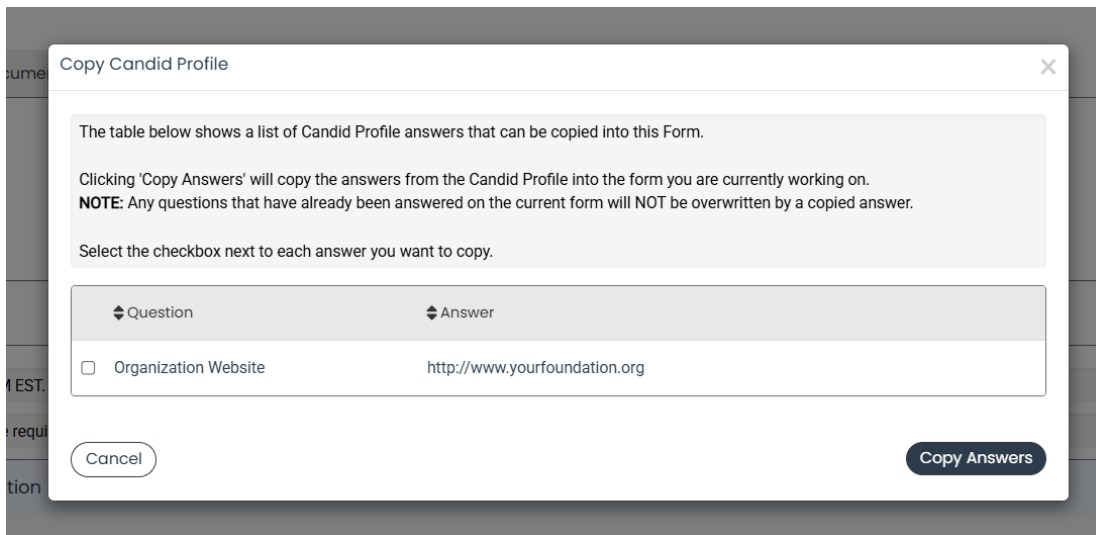 Copy Candid Profile
×
The table below shows a list of Candid Profile answers that can be copied into this Form.
Clicking 'Copy Answers' will copy the answers from the Candid Profile into the form you are currently working on.
NOTE: Any questions that have already been answered on the current form will NOT be overwritten by a copied answer.
Select the checkbox next to each answer you want to copy.
Question Answer
Organization Website http://www.yourfoundation.org
EST.
requi
Cancel Copy Answers
tion